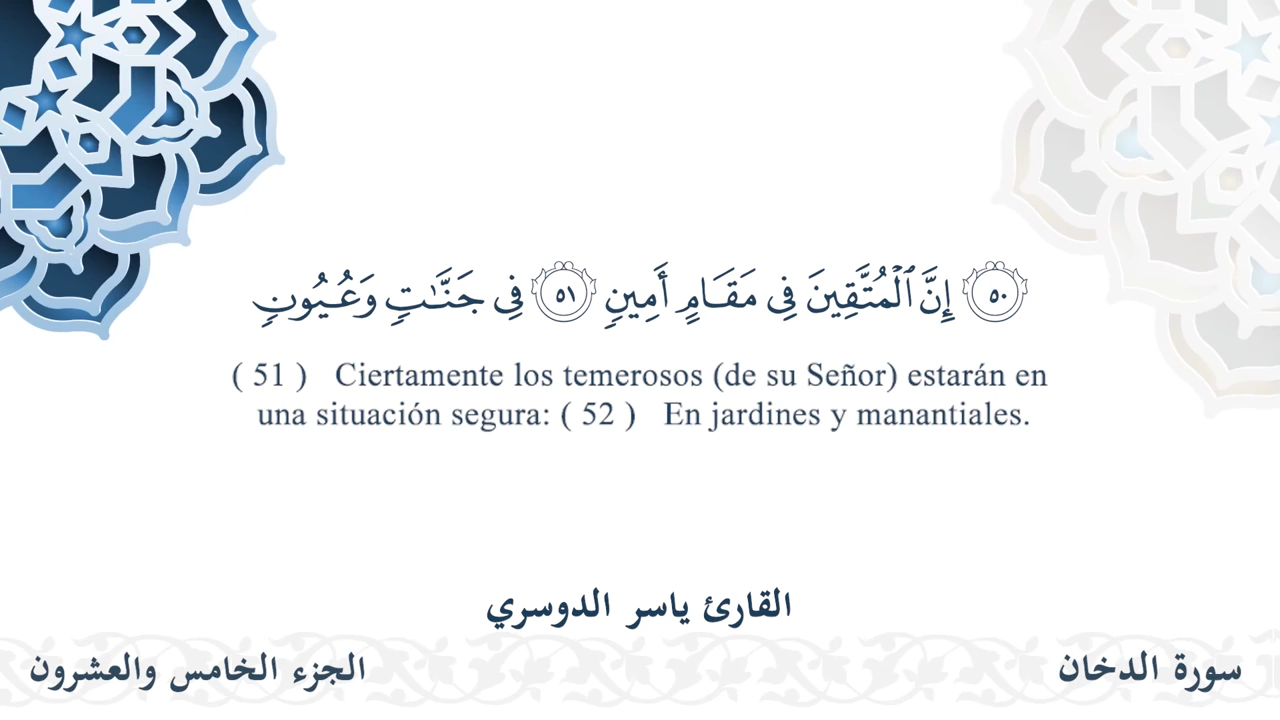 ۝٥٠ إِنَّ ٱلْمُتَّقِينَ فِى مَقَامٍ أَمِينٍ ۝٥١ فِى جَنَّـٰتٍ وَعُيُونٍ
( 51 ) Ciertamente los temerosos (de su Señor) estarán en
una situación segura: ( 52 ) En jardines y manantiales.
القارئ ياسر الدوسري
سورة الدخان
الجزء الخامس والعشرون